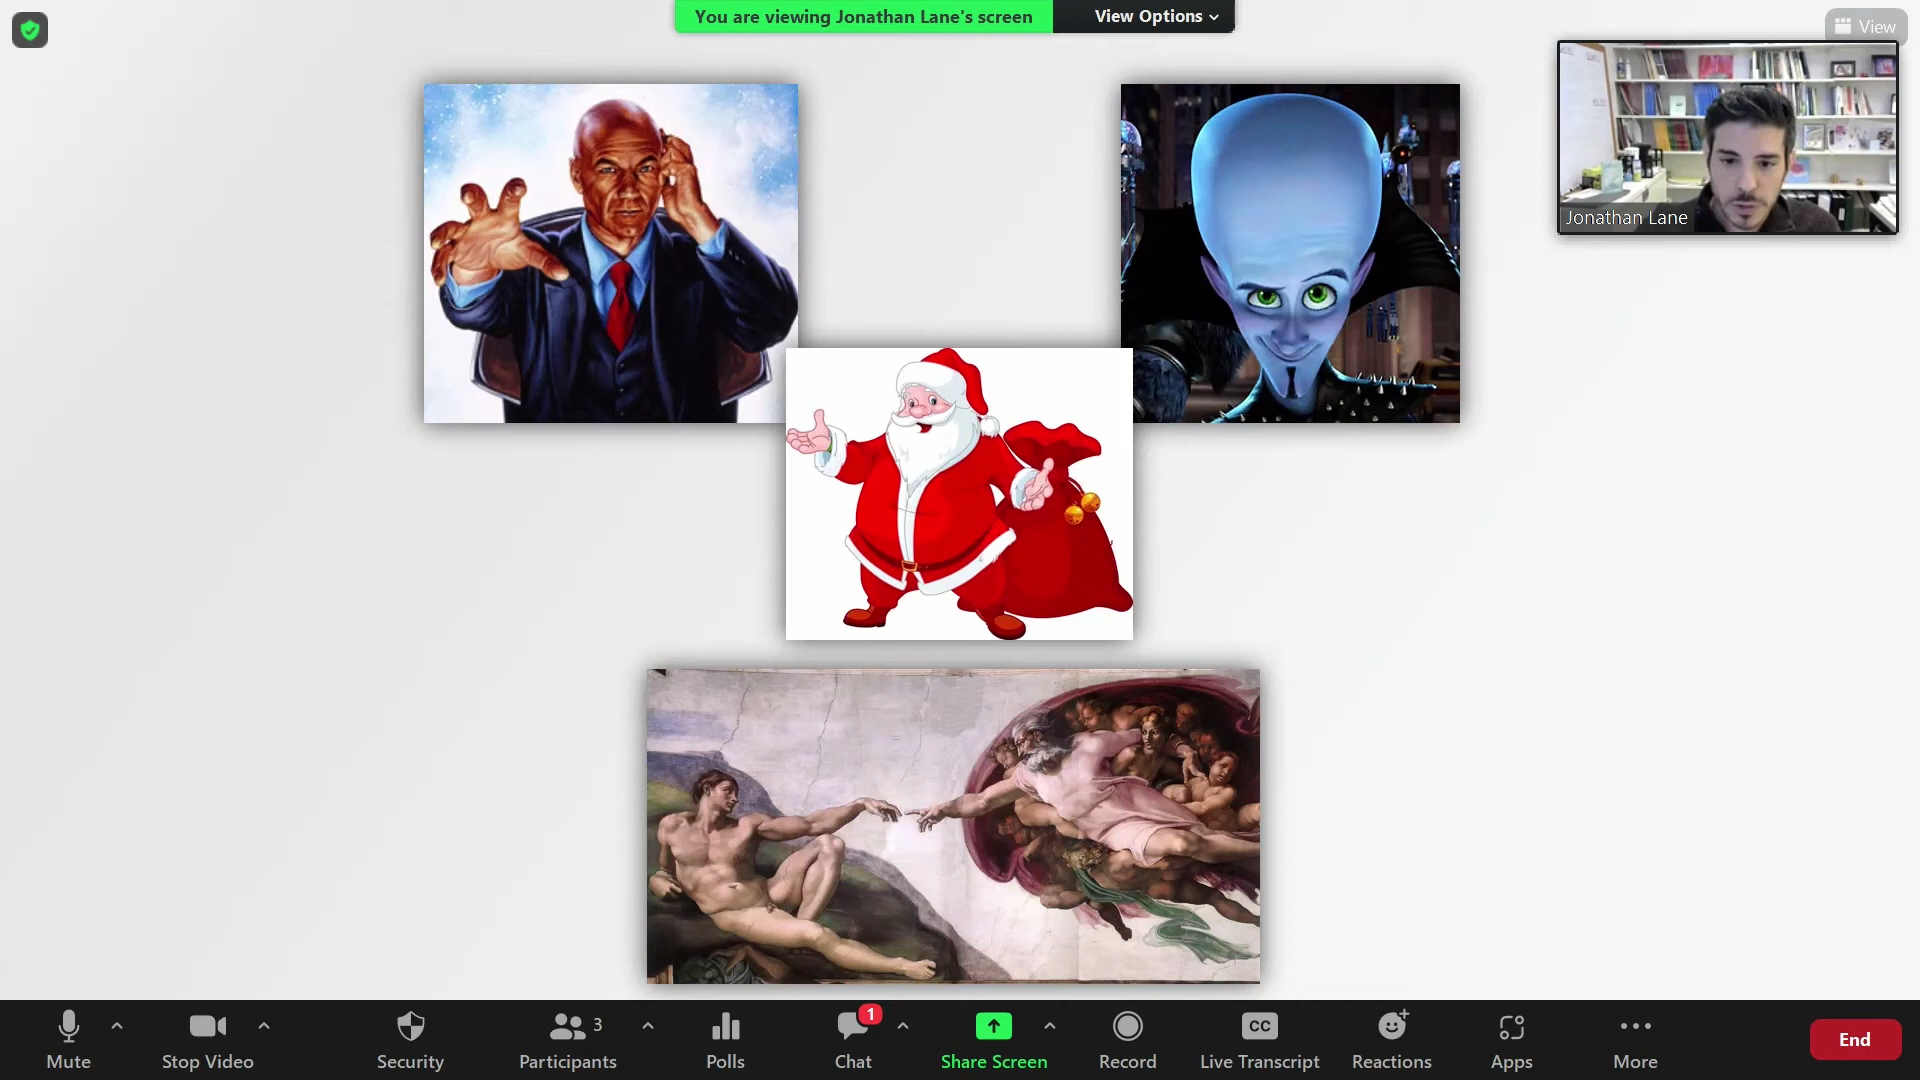 You are viewing Jonathan Lane's screen
View Options
View
Jonathan Lane
Mute
Stop Video
Security
Participants
3
Polls
Chat
1
Share Screen
Record
CC
Live Transcript
Reactions
Apps
More
End